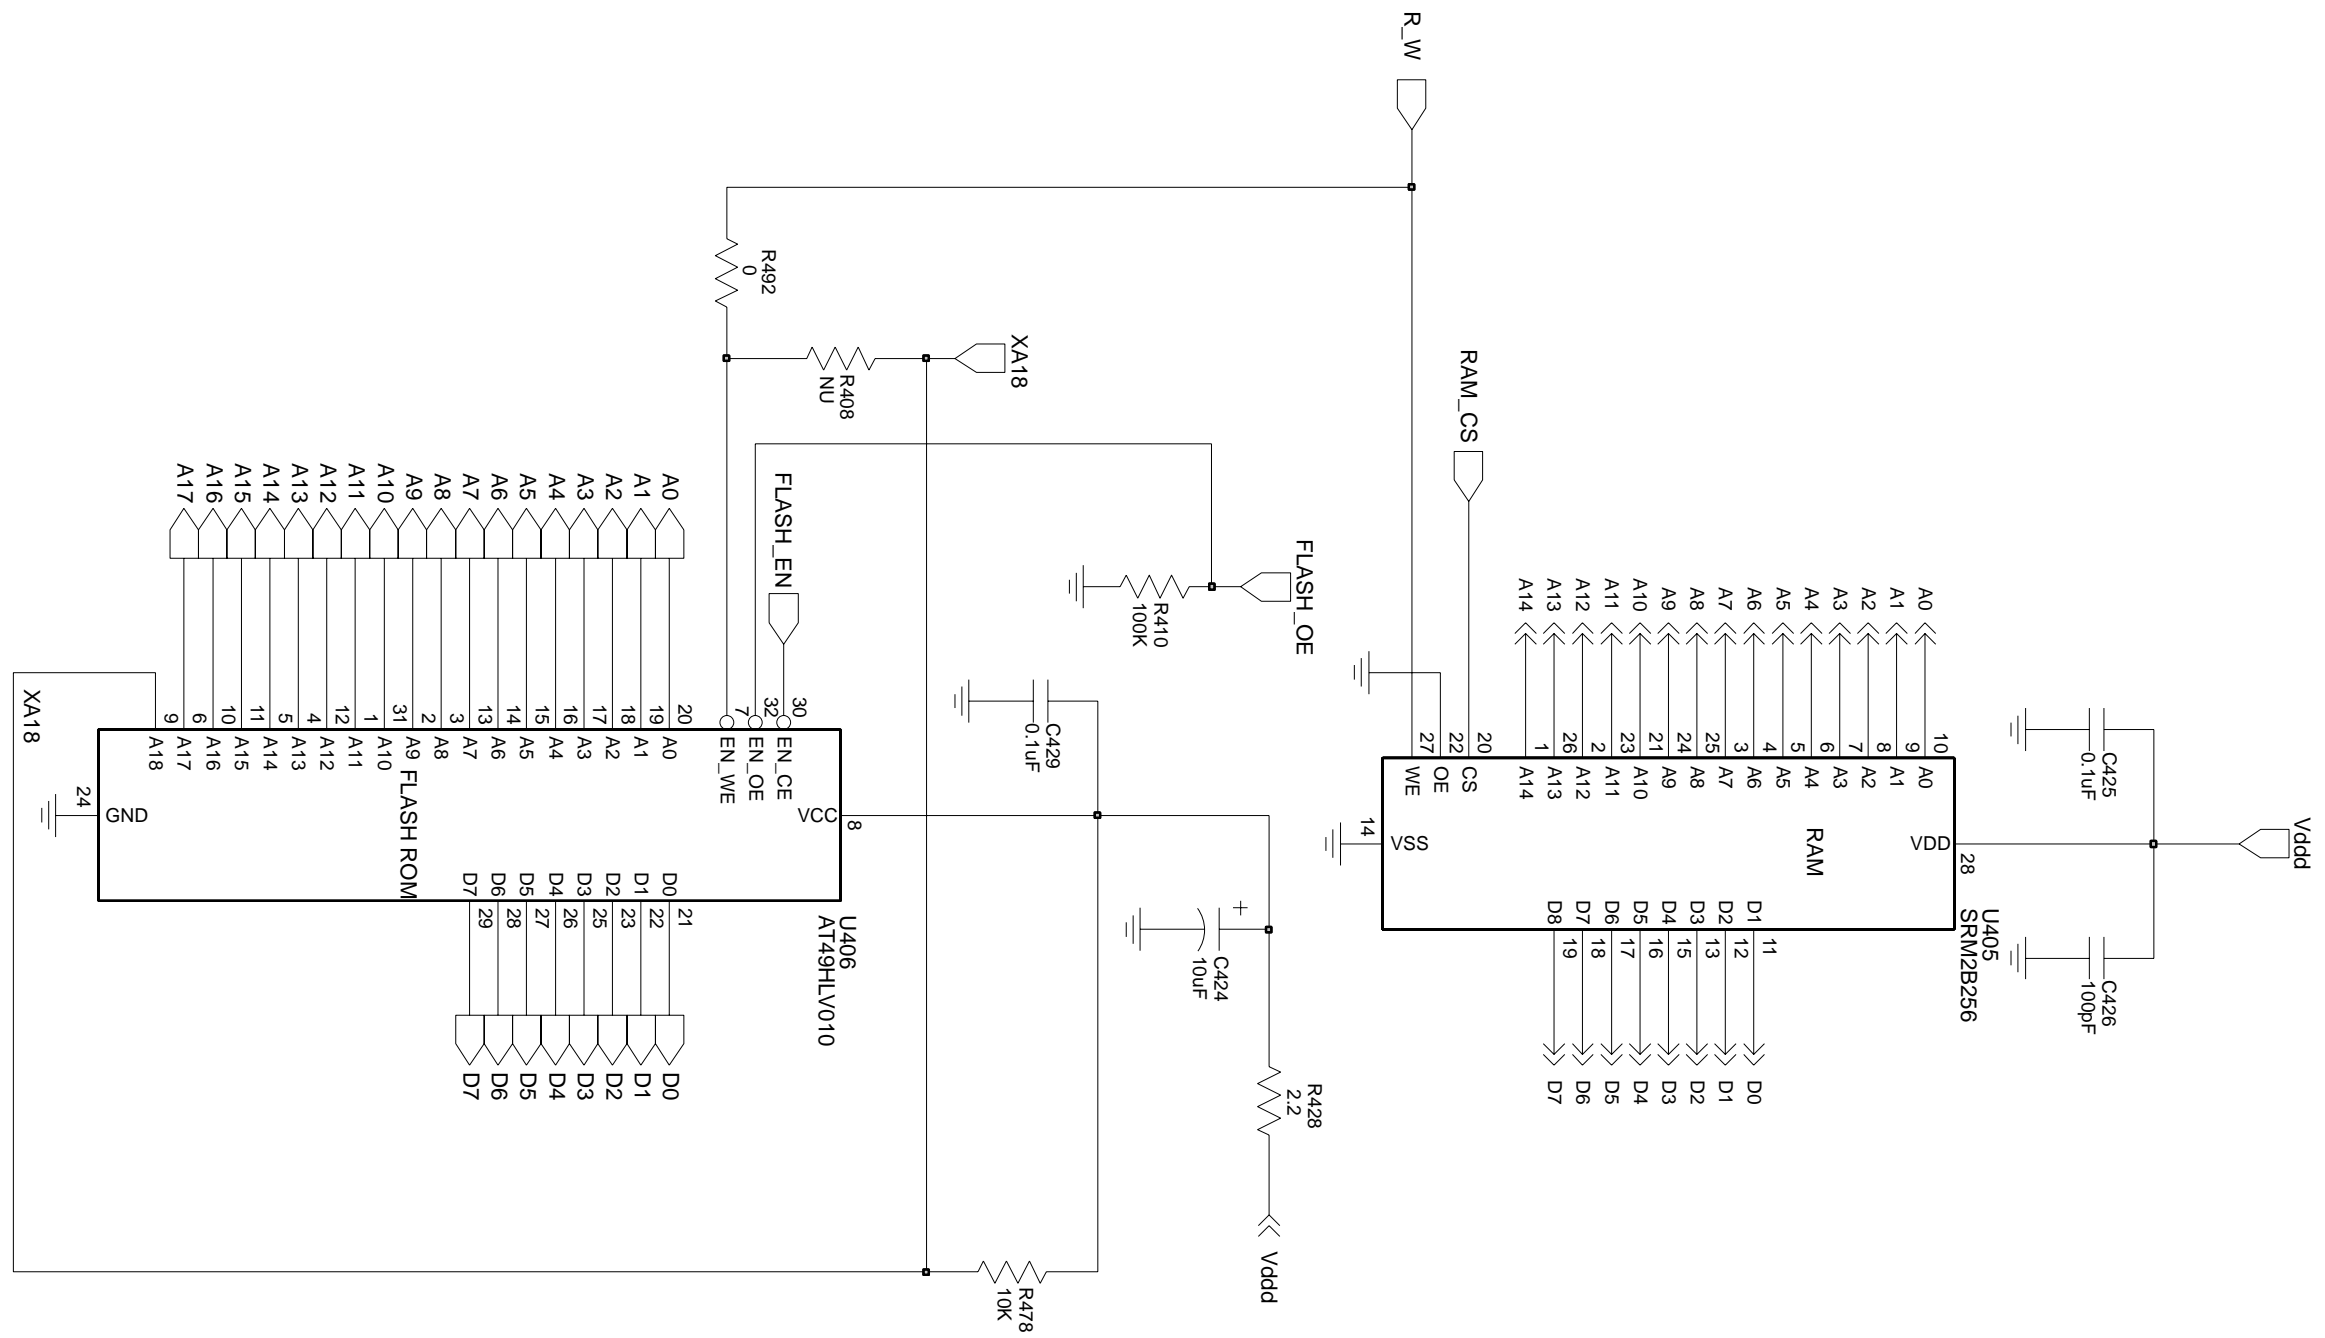 Vddd
C425
0.1uF
C426
100pF
U405
SRM2B256
RAM
VDD
28
A0
10
A0
A1
9
A1
A2
8
A2
A3
7
A3
A4
6
A4
A5
5
A5
A6
4
A6
A7
3
A7
A8
25
A8
A9
24
A9
A10
21
A10
A11
23
A11
A12
2
A12
A13
26
A13
A14
1
A14
RAM_CS
20
CS
22
OE
R_W
27
WE
14
VSS
D1
11
D0
D2
12
D1
D3
13
D2
D4
15
D3
D5
16
D4
D6
17
D5
D7
18
D6
D8
19
D7
FLASH_OE
R410
100K
R428
2.2
Vddd
+
C424
10uF
C429
0.1uF
R478
10K
XA18
R408
NU
R492
0
U406
AT49HLV010
FLASH ROM
VCC
8
FLASH_EN
30
EN_CE
32
EN_OE
7
EN_WE
A0
20
A0
A1
19
A1
A2
18
A2
A3
17
A3
A4
16
A4
A5
15
A5
A6
14
A6
A7
13
A7
A8
3
A8
A9
2
A9
A10
31
A10
A11
1
A11
A12
12
A12
A13
4
A13
A14
5
A14
A15
11
A15
A16
10
A16
A17
6
A17
9
A18
XA18
24
GND
D0
21
D0
D1
22
D1
D2
23
D2
D3
25
D3
D4
26
D4
D5
27
D5
D6
28
D6
D7
29
D7